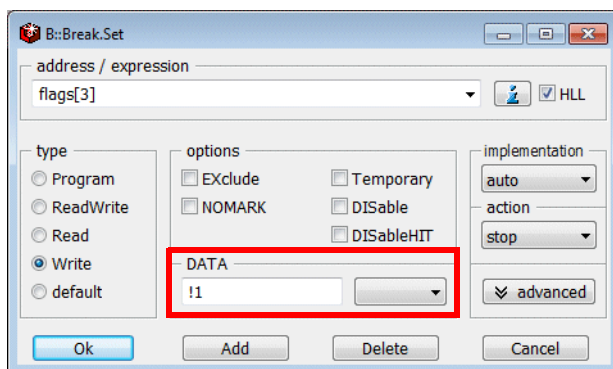 B::Break.Set
address / expression
flags[3]
HLL
type
options
implementation
Program
EXclude
Temporary
auto
ReadWrite
NOMARK
DISable
action
Read
DISableHIT
stop
Write
DATA
default
!1
advanced
Ok
Add
Delete
Cancel